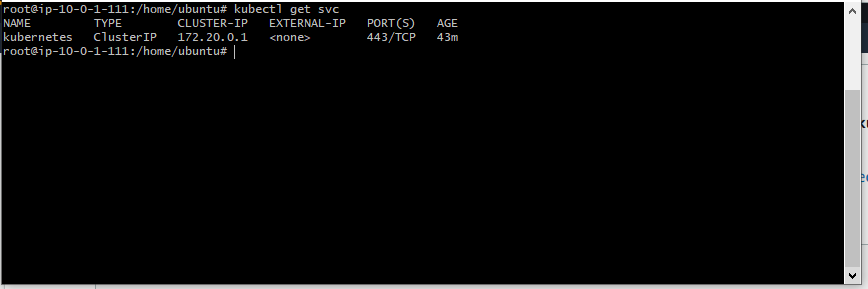 root@ip-10-0-1-111:/home/ubuntu# kubectl get svc
NAME         TYPE        CLUSTER-IP   EXTERNAL-IP   PORT(S)   AGE
kubernetes   ClusterIP   172.20.0.1   <none>        443/TCP   43m
root@ip-10-0-1-111:/home/ubuntu#